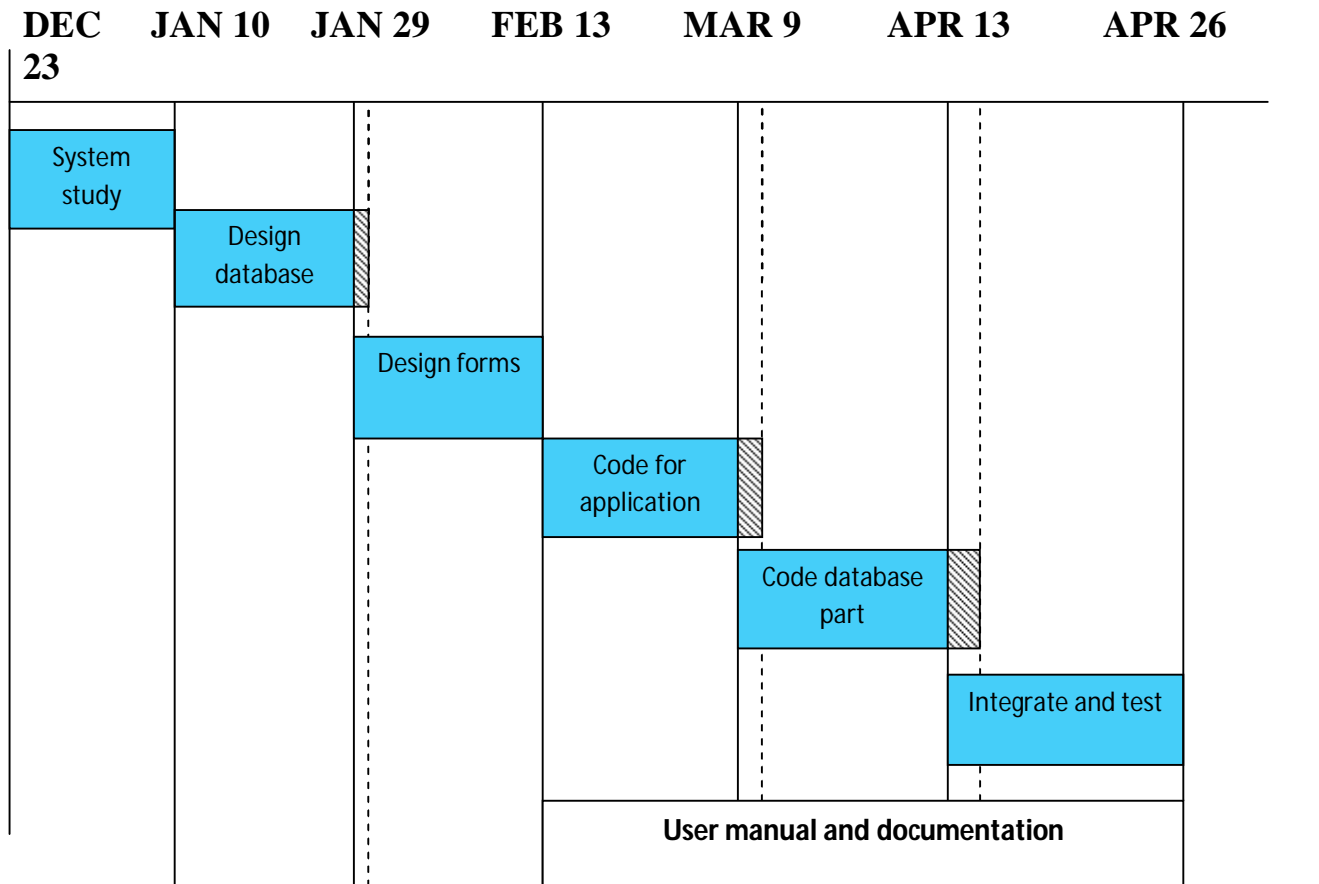 DEC JAN 10 JAN 29 FEB 13 MAR 9 APR 13 APR 26
23
System
study
Design
database
Design forms
Code for
application
Code database
part
Integrate and test
User manual and documentation